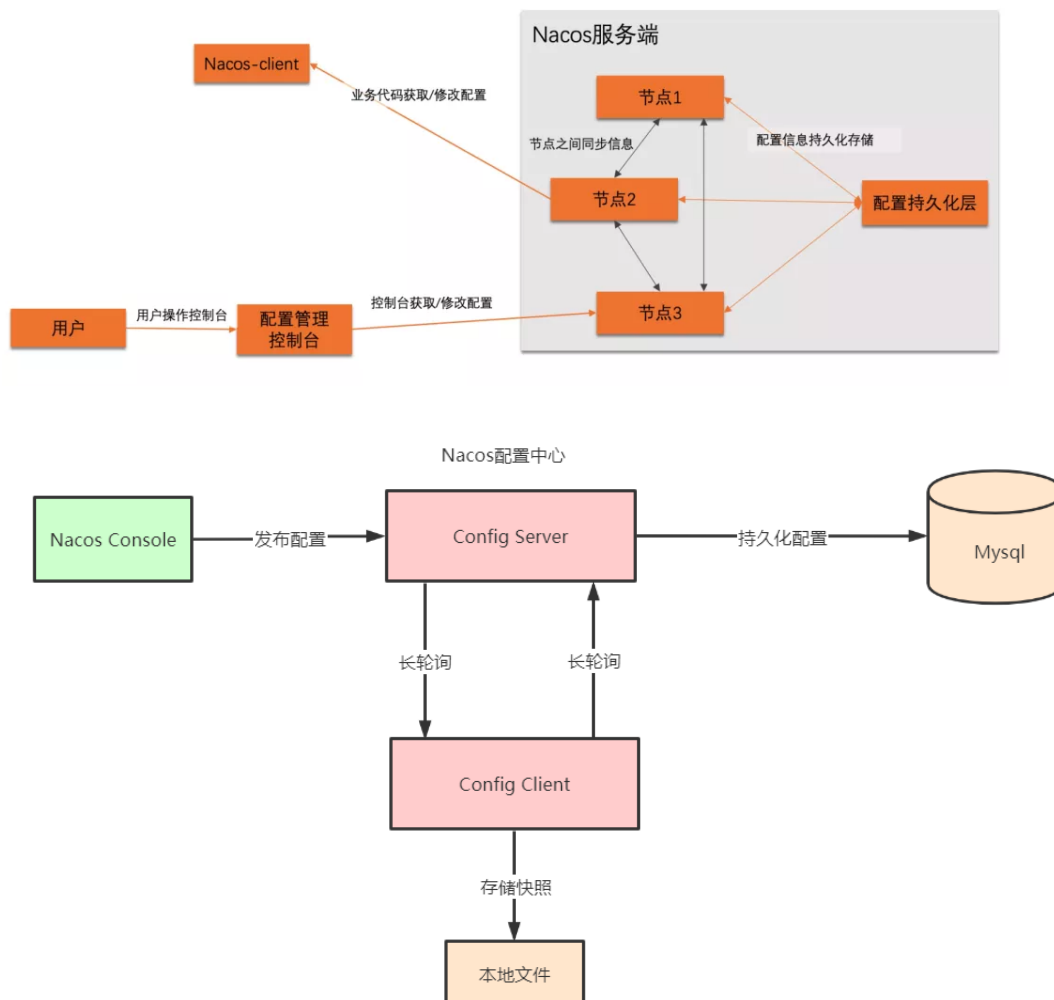 Nacos服务端
Nacos-client
业务代码获取/修改配置
节点1
节点之间同步信息
配置信息持久化存储
节点2
配置持久化层
用户
用户操作控制台
配置管理
控制台
控制台获取/修改配置
节点3
Nacos配置中心
Nacos Console
发布配置
Config Server
持久化配置
Mysql
长轮询
长轮询
Config Client
存储快照
本地文件